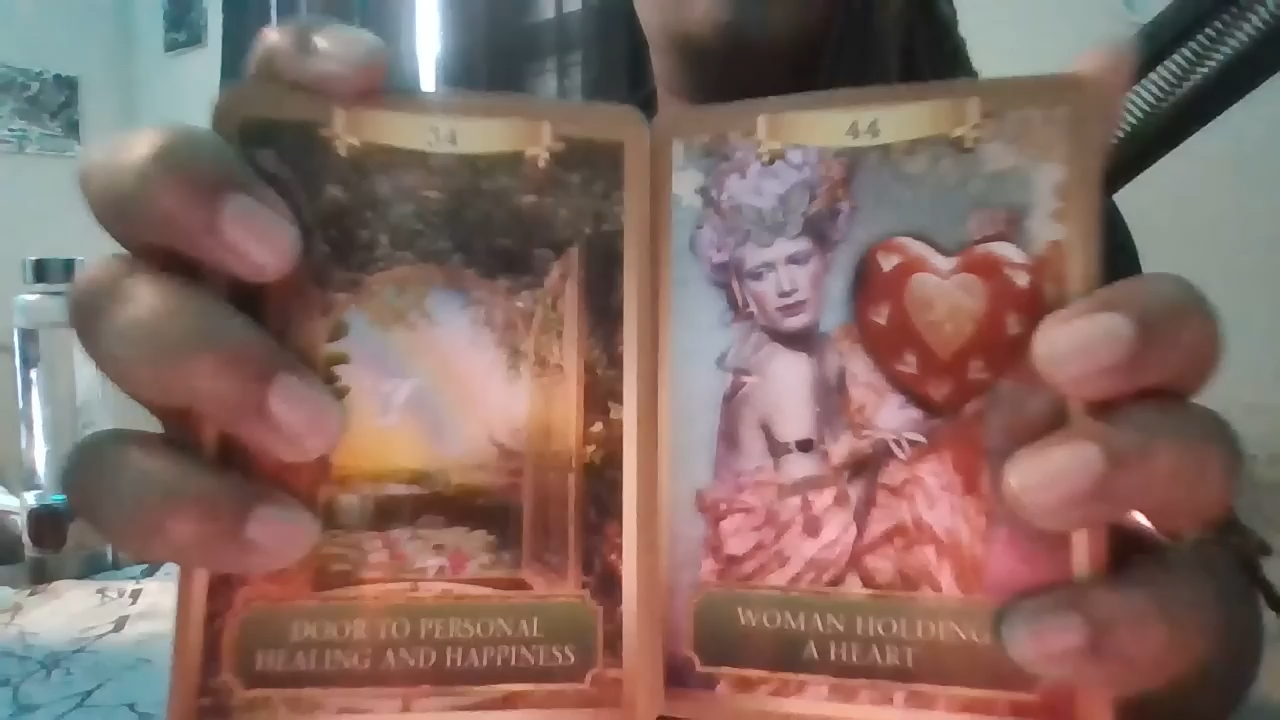 34
DOOR TO PERSONAL
HEALING AND HAPPINESS
44
WOMAN HOLDING
A HEART